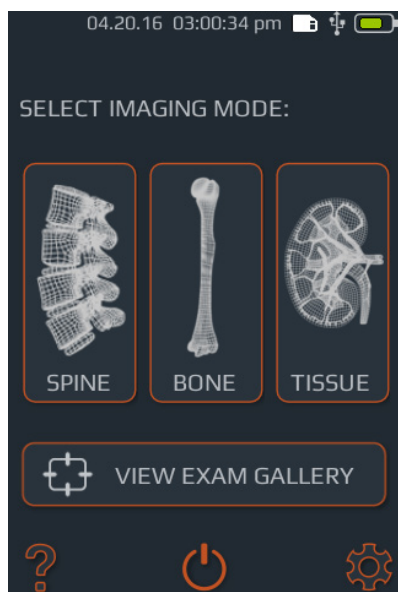 04.20.16 03:00:34 pm
SELECT IMAGING MODE:
SPINE BONE TISSUE
VIEW EXAM GALLERY
?